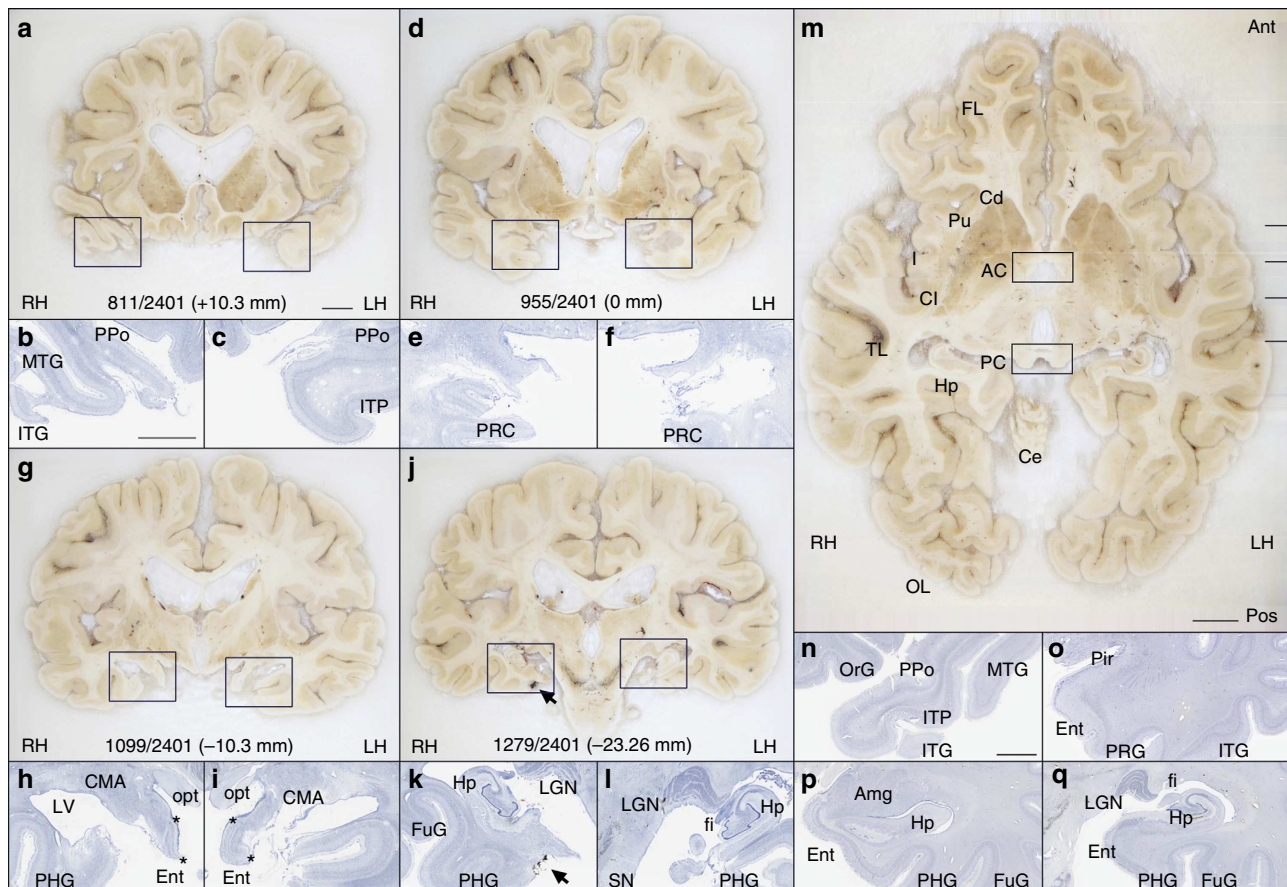 a
RH 811/2401 (+10.3 mm) LH
d
RH 955/2401 (0 mm) LH
b
PPo
MTG
ITG
c
PPo
ITP
e
PRC
f
PRC
g
RH 1099/2401 (−10.3 mm) LH
j
RH 1279/2401 (−23.26 mm) LH
h
CMA
LV
opt
*
*
PHG Ent
i
opt CMA
*
*
Ent
k
Hp
LGN
FuG
PHG
l
LGN
Hp
fi
SN PHG
m
Ant
FL
Cd
Pu
I
AC
Cl
TL
PC
Hp
Ce
RH LH
OL
Pos
n
OrG PPo MTG
ITP
ITG
o
Pir
Ent
PRG ITG
p
Amg
Hp
Ent
PHG FuG
q
fi
LGN
Hp
Ent
PHG FuG